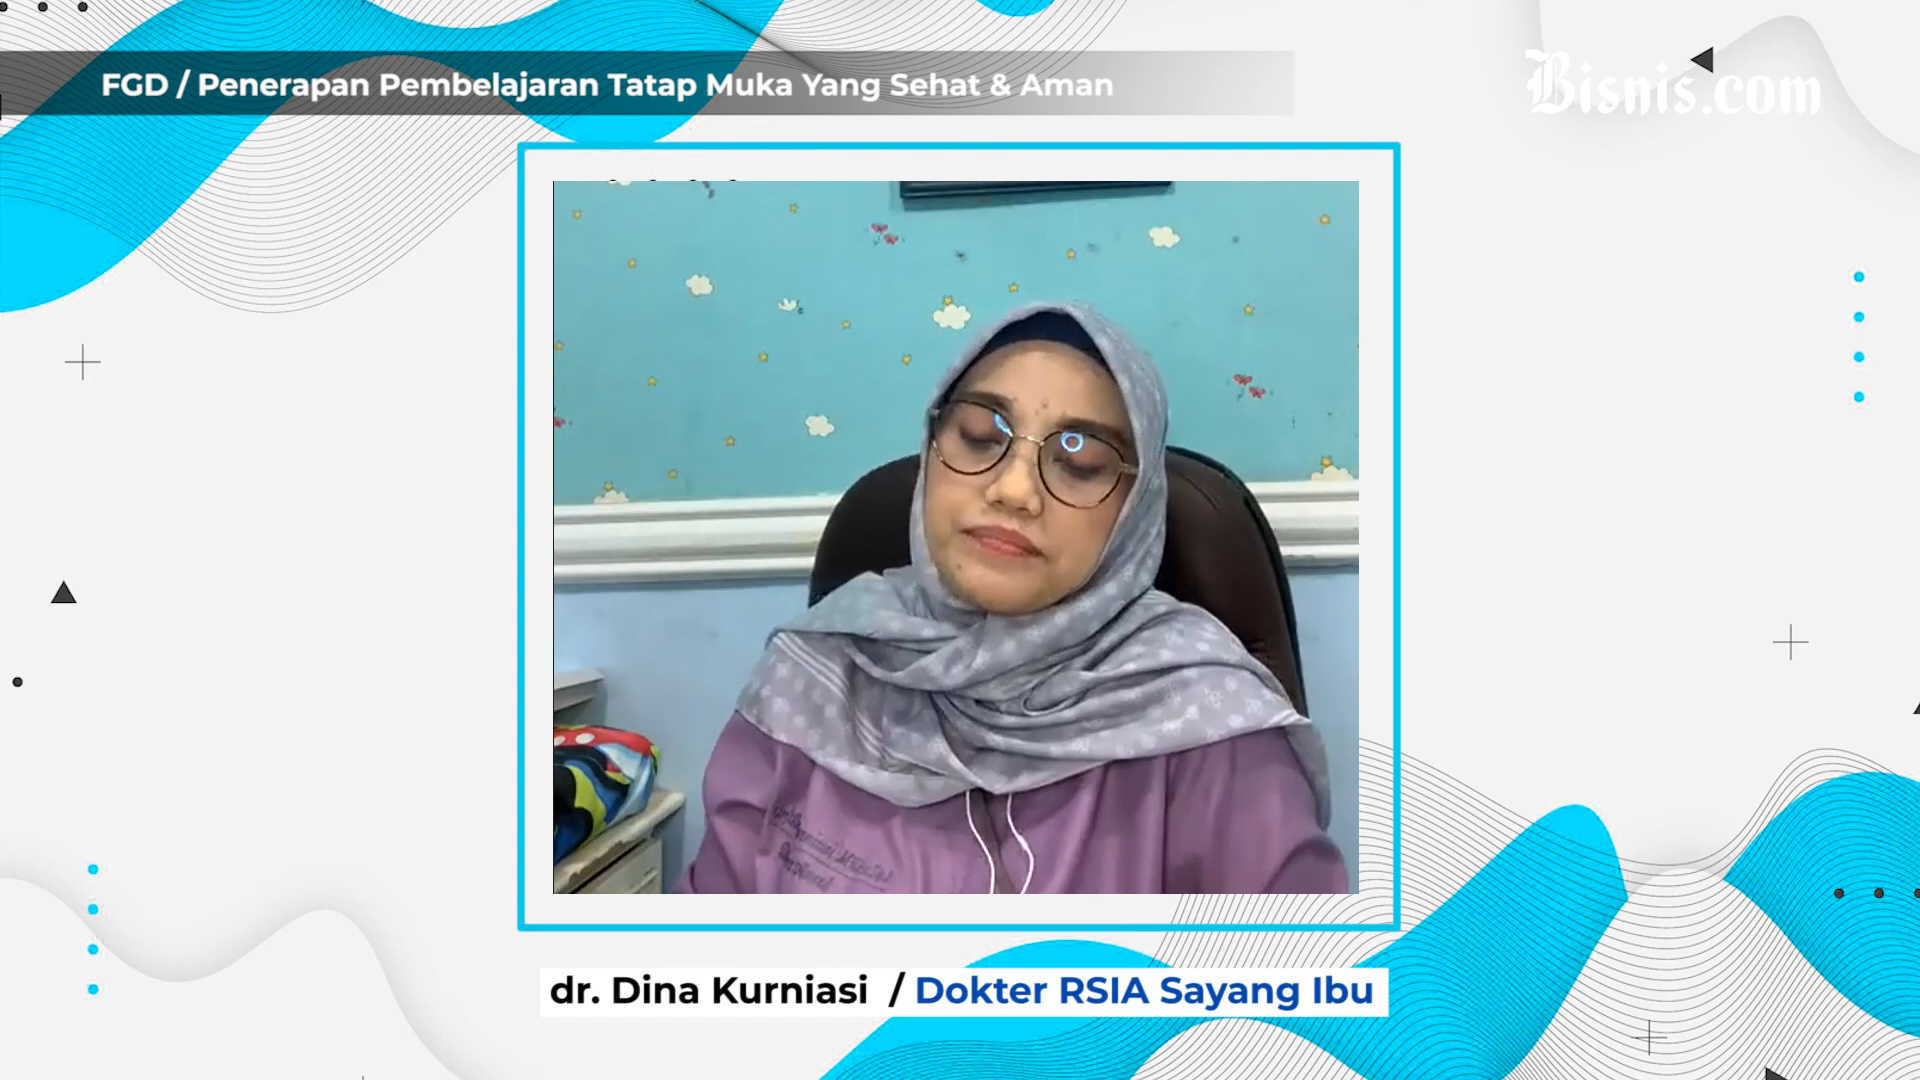 FGD / Penerapan Pembelajaran Tatap Muka Yang Sehat & Aman
Bisnis.com
dr. Dina Kurniasi / Dokter RSIA Sayang Ibu